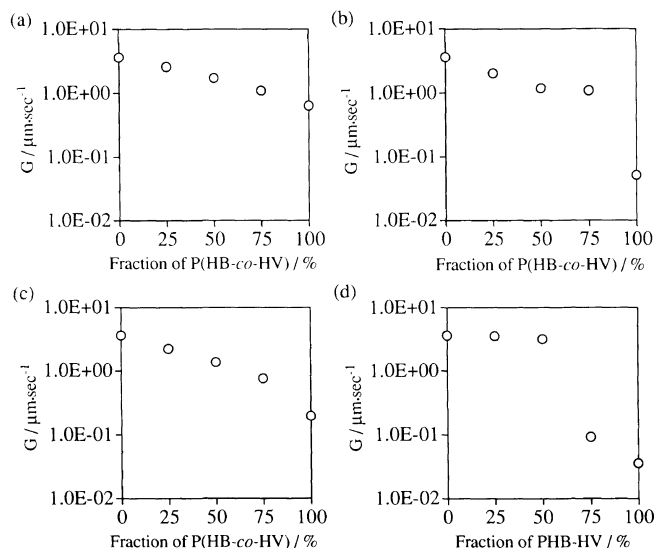 (a)
1.0E+01
1.0E+00
1.0E-01
1.0E-02
G / μm·sec⁻¹
0 25 50 75 100
Fraction of P(HB-co-HV) / %
(b)
1.0E+01
1.0E+00
1.0E-01
1.0E-02
G / μm·sec⁻¹
0 25 50 75 100
Fraction of P(HB-co-HV) / %
(c)
1.0E+01
1.0E+00
1.0E-01
1.0E-02
G / μm·sec⁻¹
0 25 50 75 100
Fraction of P(HB-co-HV) / %
(d)
1.0E+01
1.0E+00
1.0E-01
1.0E-02
G / μm·sec⁻¹
0 25 50 75 100
Fraction of PHB-HV / %